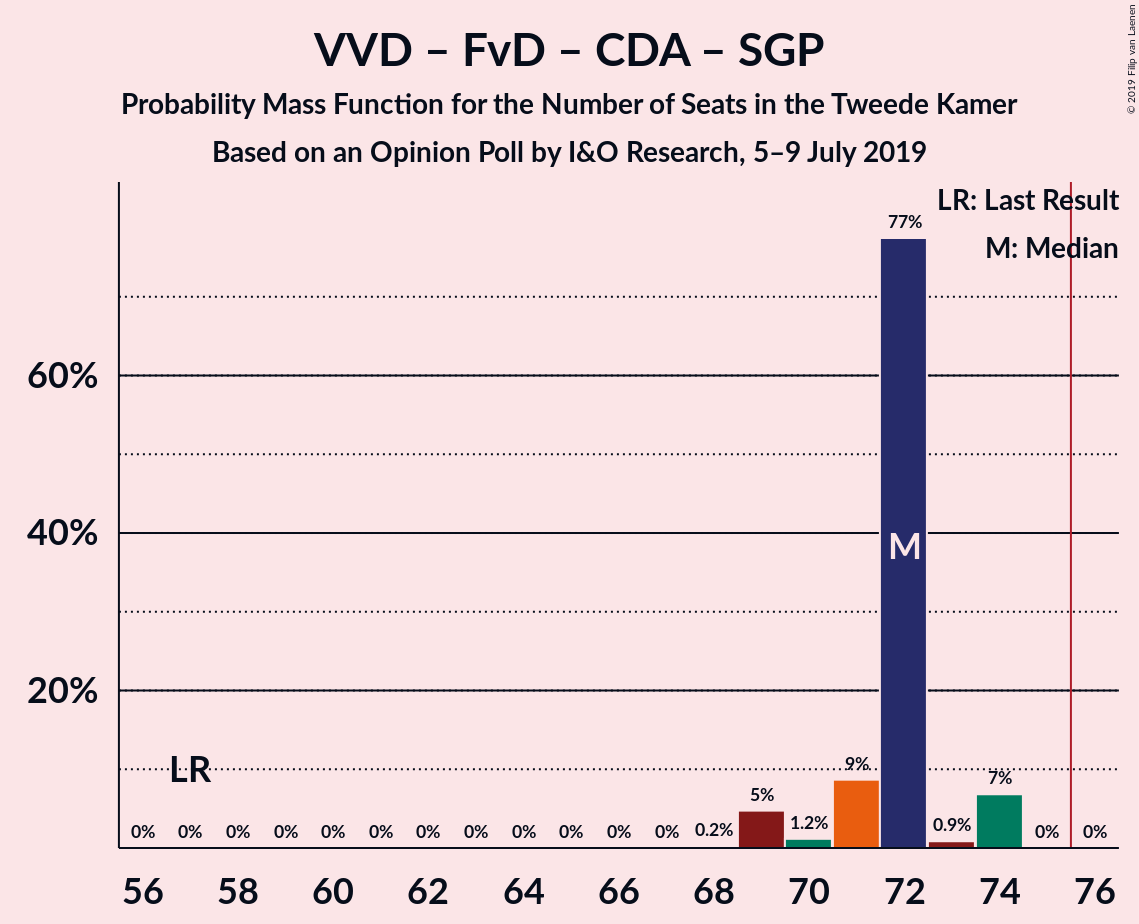 VVD – FvD – CDA – SGP
Probability Mass Function for the Number of Seats in the Tweede Kamer
Based on an Opinion Poll by I&O Research, 5–9 July 2019
© 2019 Filip van Laenen
LR: Last Result
M: Median
77%
60%
40%
M
20%
LR
9%
7%
5%
1.2%
0.9%
0% 0% 0% 0% 0% 0% 0% 0% 0% 0% 0% 0% 0.2% 0% 0%
56 58 60 62 64 66 68 70 72 74 76